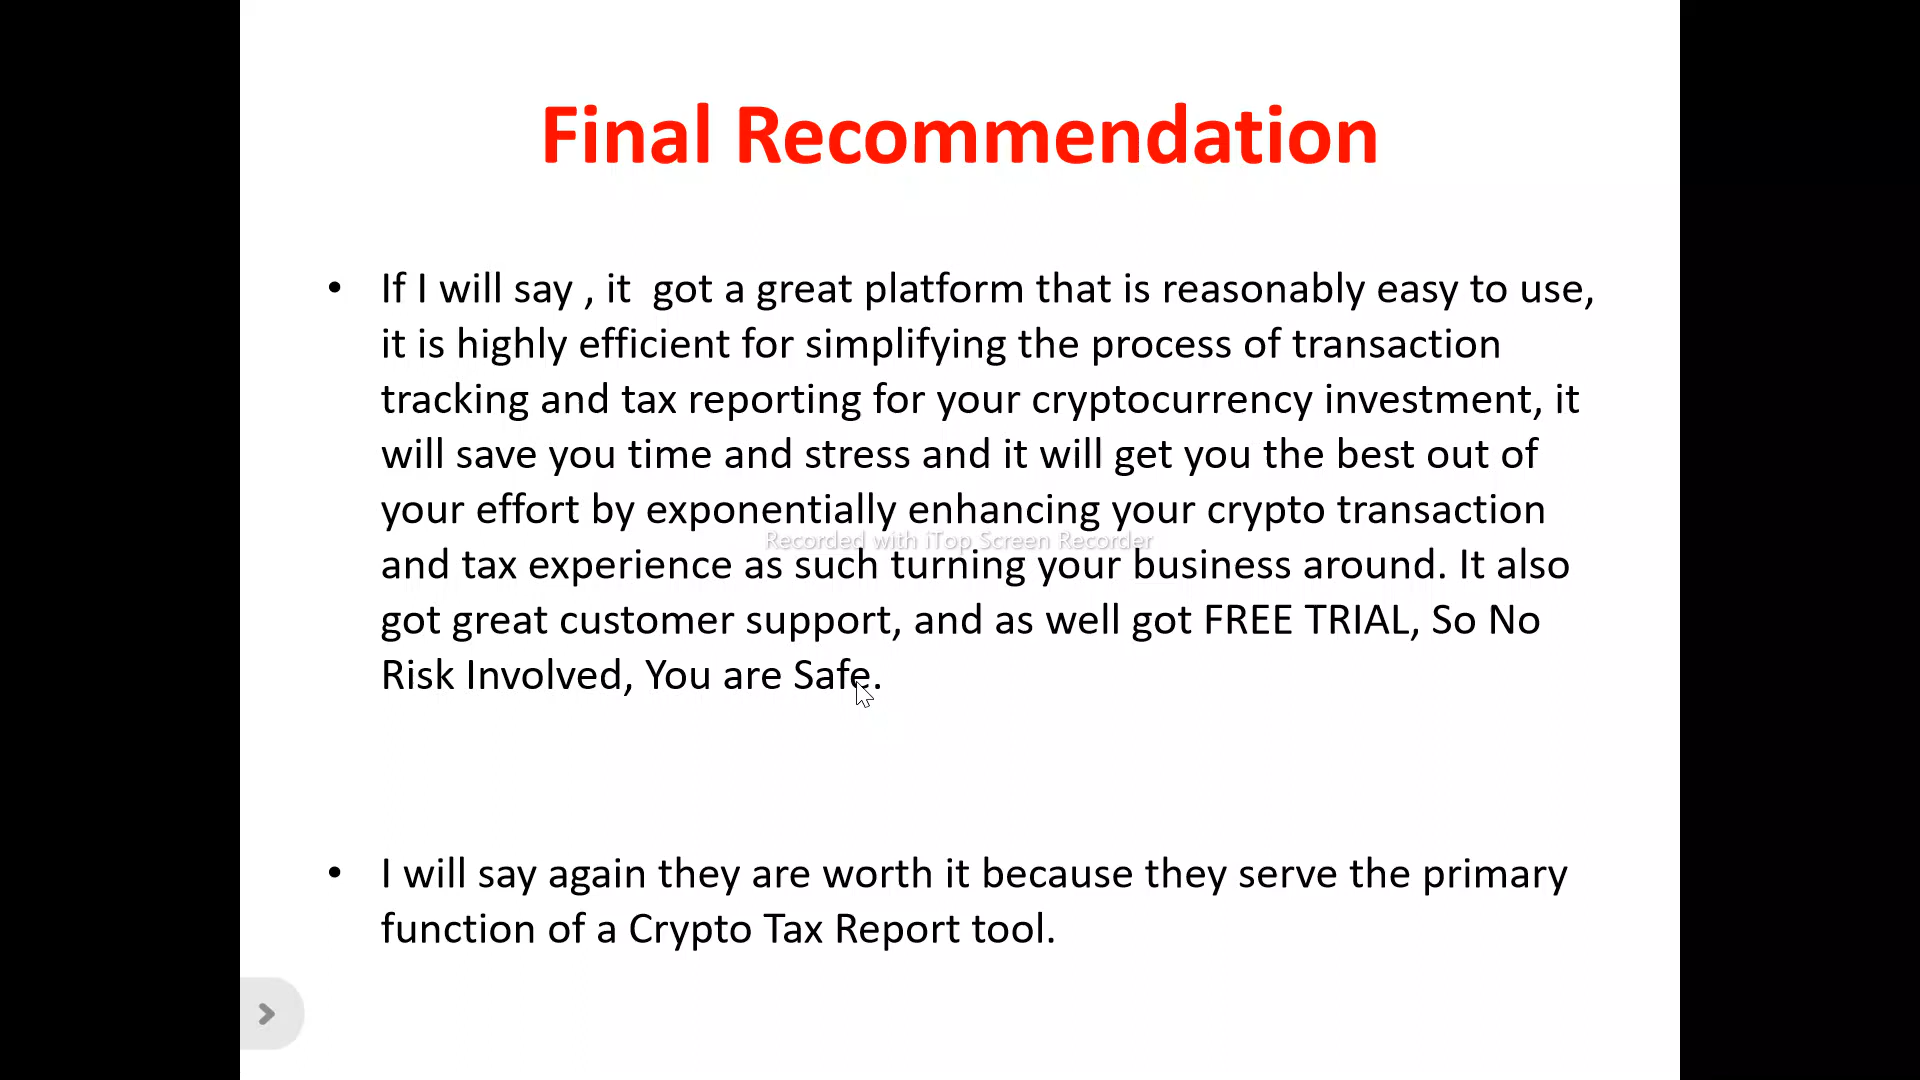 Final Recommendation
• If I will say , it  got a great platform that is reasonably easy to use,
it is highly efficient for simplifying the process of transaction
tracking and tax reporting for your cryptocurrency investment, it
will save you time and stress and it will get you the best out of
your effort by exponentially enhancing your crypto transaction
Recorded with iTop Screen Recorder
and tax experience as such turning your business around. It also
got great customer support, and as well got FREE TRIAL, So No
Risk Involved, You are Safe.
• I will say again they are worth it because they serve the primary
function of a Crypto Tax Report tool.